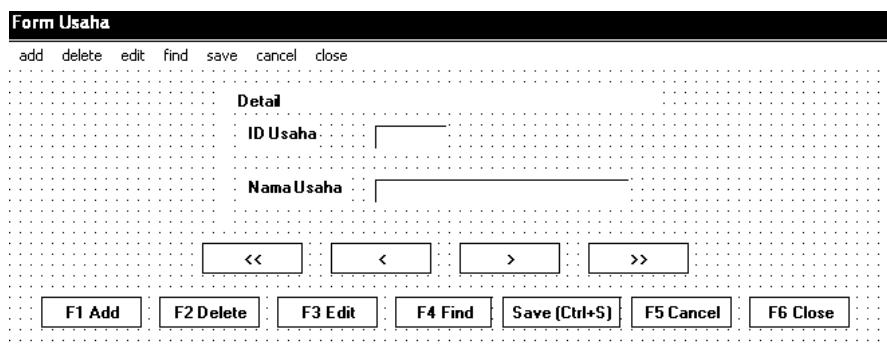 Form Usaha
add delete edit find save cancel close
Detail
ID Usaha
Nama Usaha
<< < > >>
F1 Add F2 Delete F3 Edit F4 Find Save (Ctrl+S) F5 Cancel F6 Close